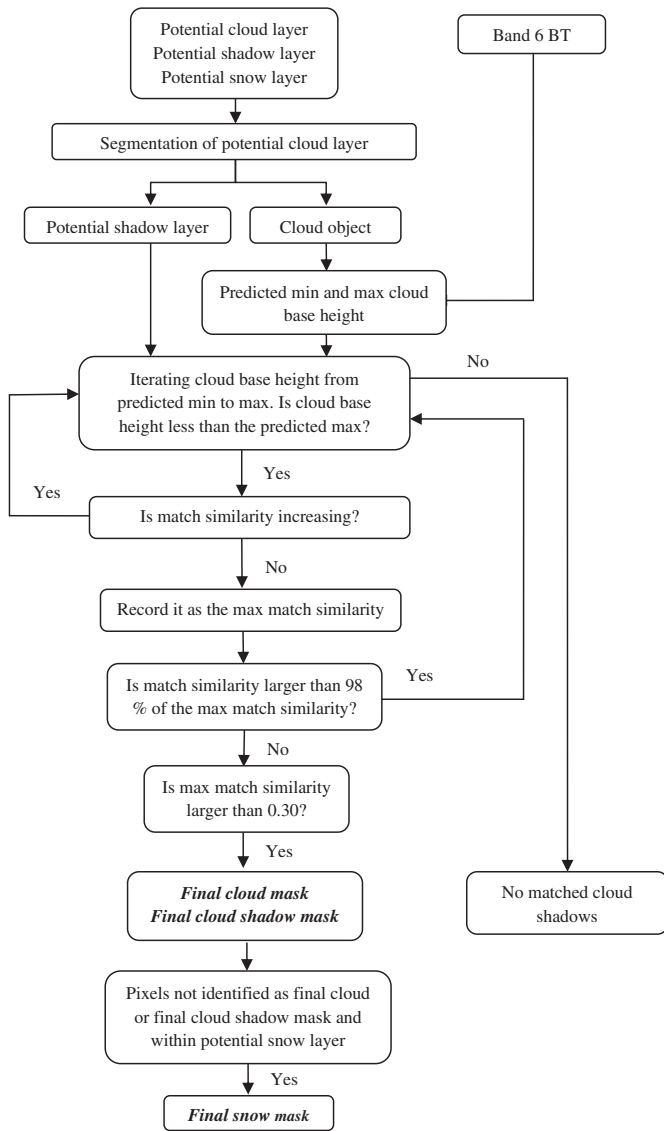 Potential cloud layer
Potential shadow layer
Potential snow layer
Band 6 BT
Segmentation of potential cloud layer
Potential shadow layer
Cloud object
Predicted min and max cloud
base height
Iterating cloud base height from
predicted min to max. Is cloud base
height less than the predicted max?
No
Yes
Yes
Is match similarity increasing?
No
Record it as the max match similarity
Is match similarity larger than 98
% of the max match similarity?
Yes
No
Is max match similarity
larger than 0.30?
Yes
Final cloud mask
Final cloud shadow mask
No matched cloud
shadows
Pixels not identified as final cloud
or final cloud shadow mask and
within potential snow layer
Yes
Final snow mask